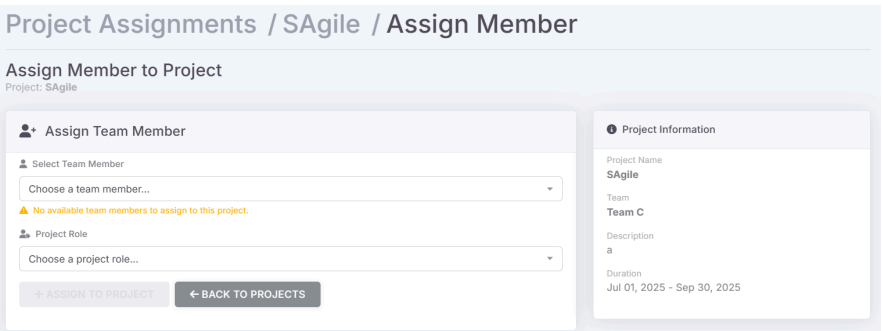 Project Assignments / SAgile / Assign Member
Assign Member to Project
Project: SAgile
Assign Team Member
Select Team Member
Choose a team member...
No available team members to assign to this project.
Project Role
Choose a project role...
+ ASSIGN TO PROJECT
← BACK TO PROJECTS
Project Information
Project Name
SAgile
Team
Team C
Description
a
Duration
Jul 01, 2025 - Sep 30, 2025